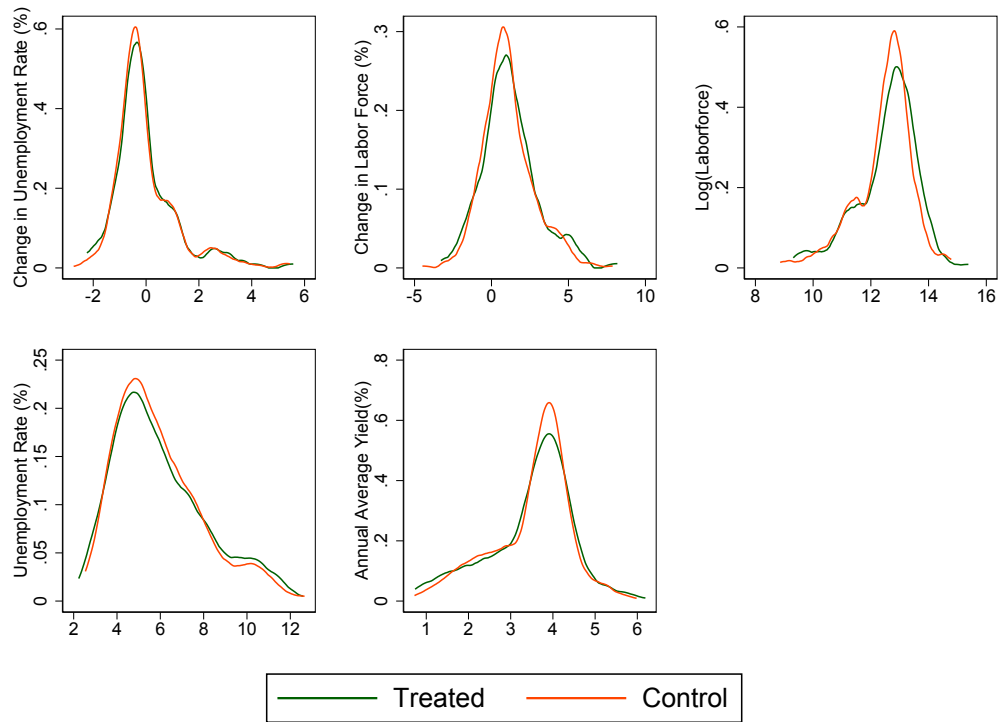 Change in Unemployment Rate (%)
0 .2 .4 .6
-2 0 2 4 6
Change in Labor Force (%)
0 .1 .2 .3
-5 0 5 10
Log(Laborforce)
0 .2 .4 .6
8 10 12 14 16
Unemployment Rate (%)
0 .05 .1 .15 .2 .25
2 4 6 8 10 12
Annual Average Yield(%)
0 .2 .4 .6 .8
1 2 3 4 5 6
Treated Control